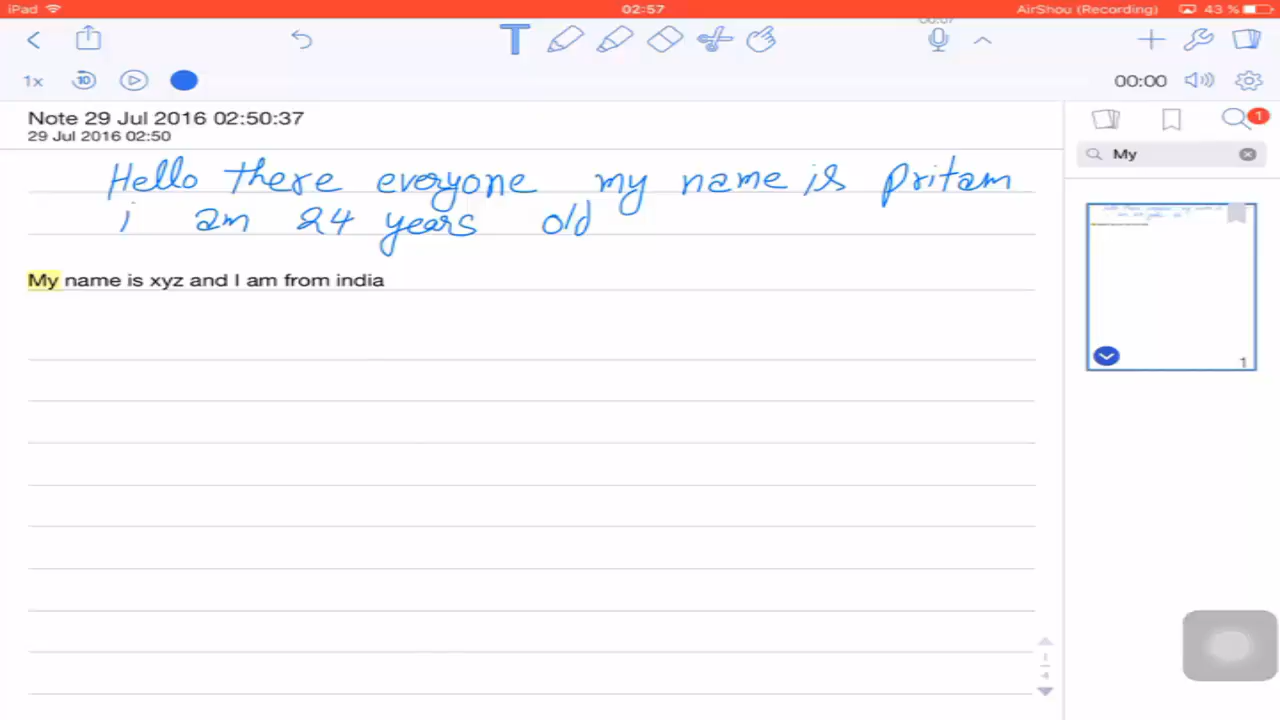 iPad 02:57 AirShou (Recording) 43 %
T
1x 10 00:00
Note 29 Jul 2016 02:50:37
29 Jul 2016 02:50
1
My
Hello there everyone my name is Pritam
i am 24 years old
My name is xyz and I am from india
1